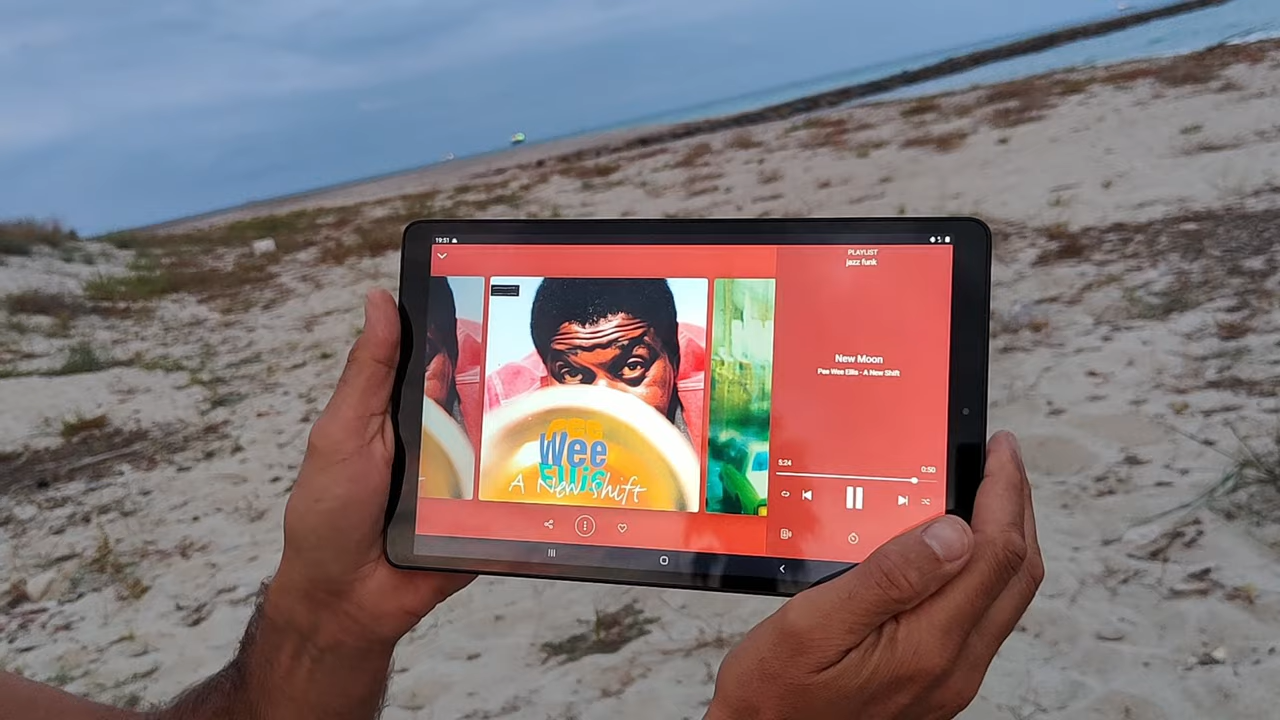 19:51
PLAYLIST
jazz funk
New Moon
Pee Wee Ellis - A New Shift
5:24
0:50
Wee
Ellis
A New Shift